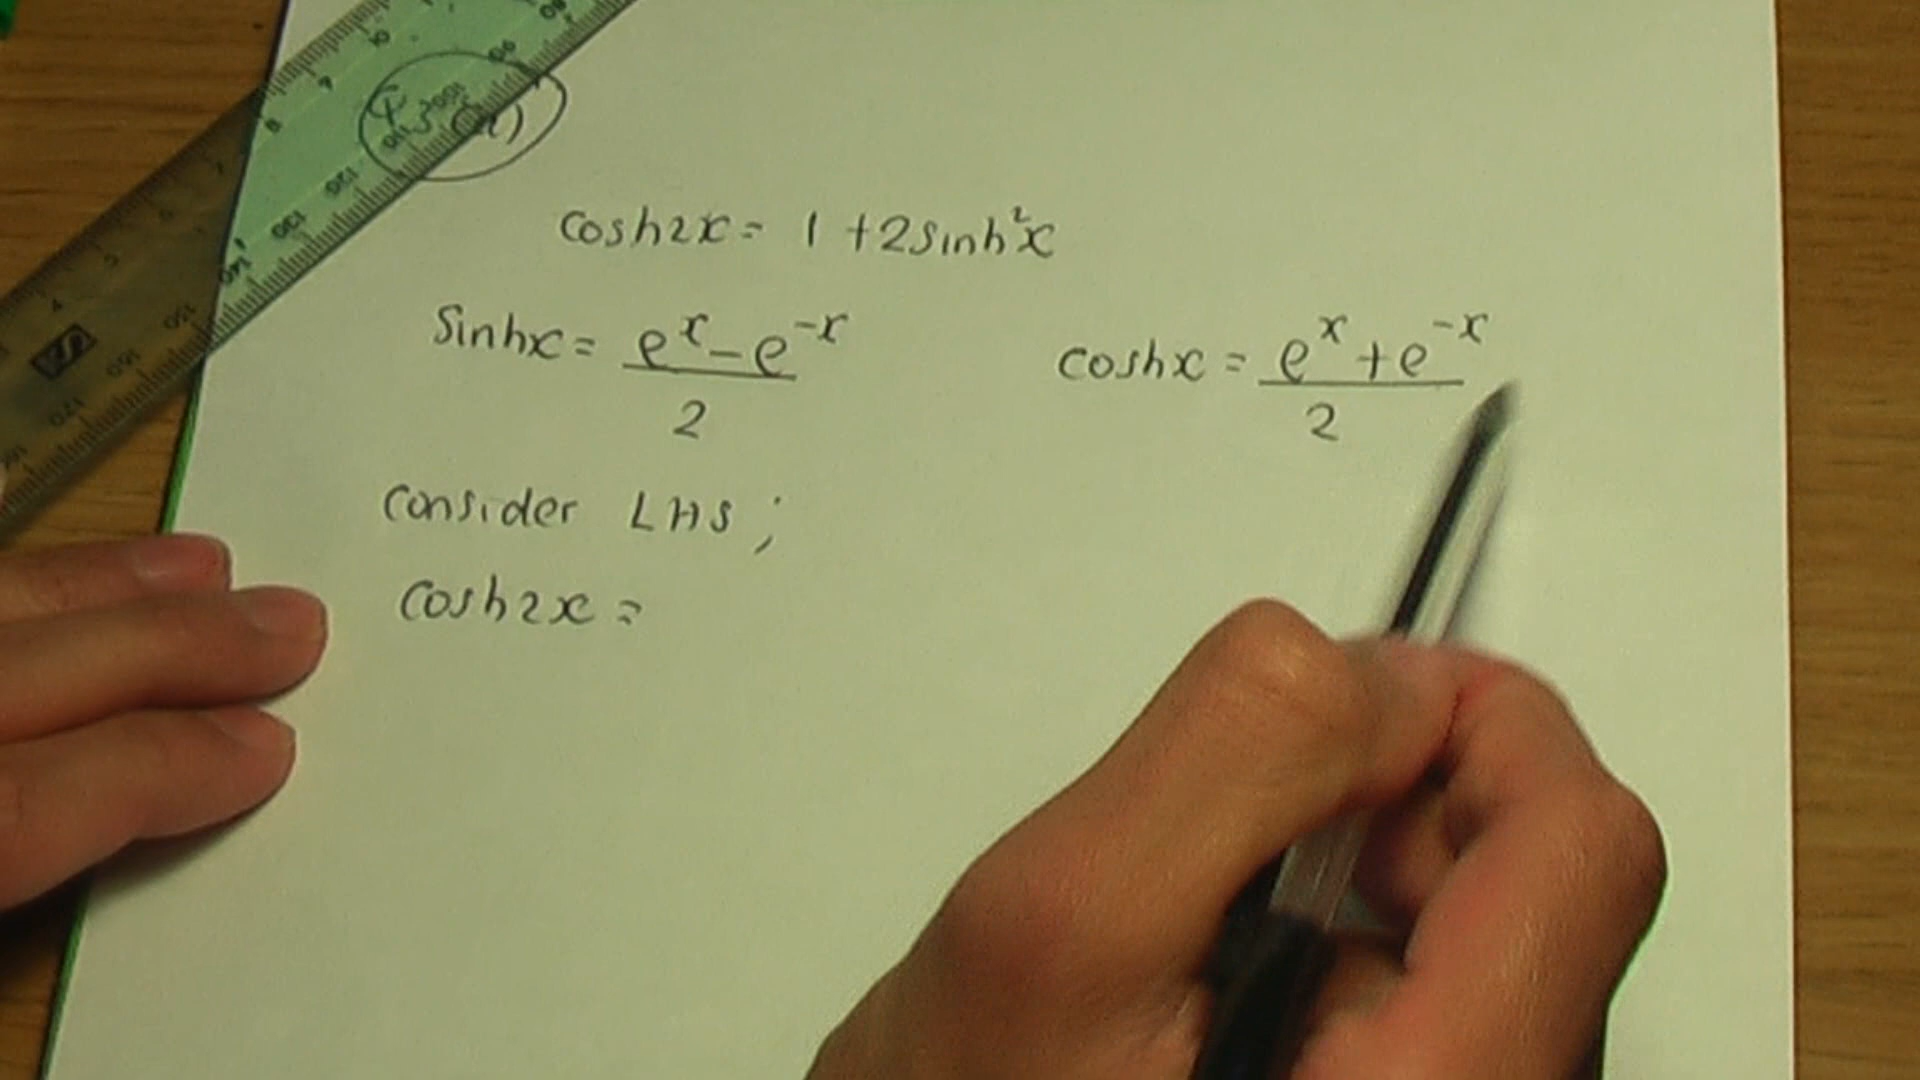 cosh2x = 1 + 2sinh²x
Sinhx = e^x - e^-x / 2
coshx = e^x + e^-x / 2
Consider LHS ;
Cosh2x =